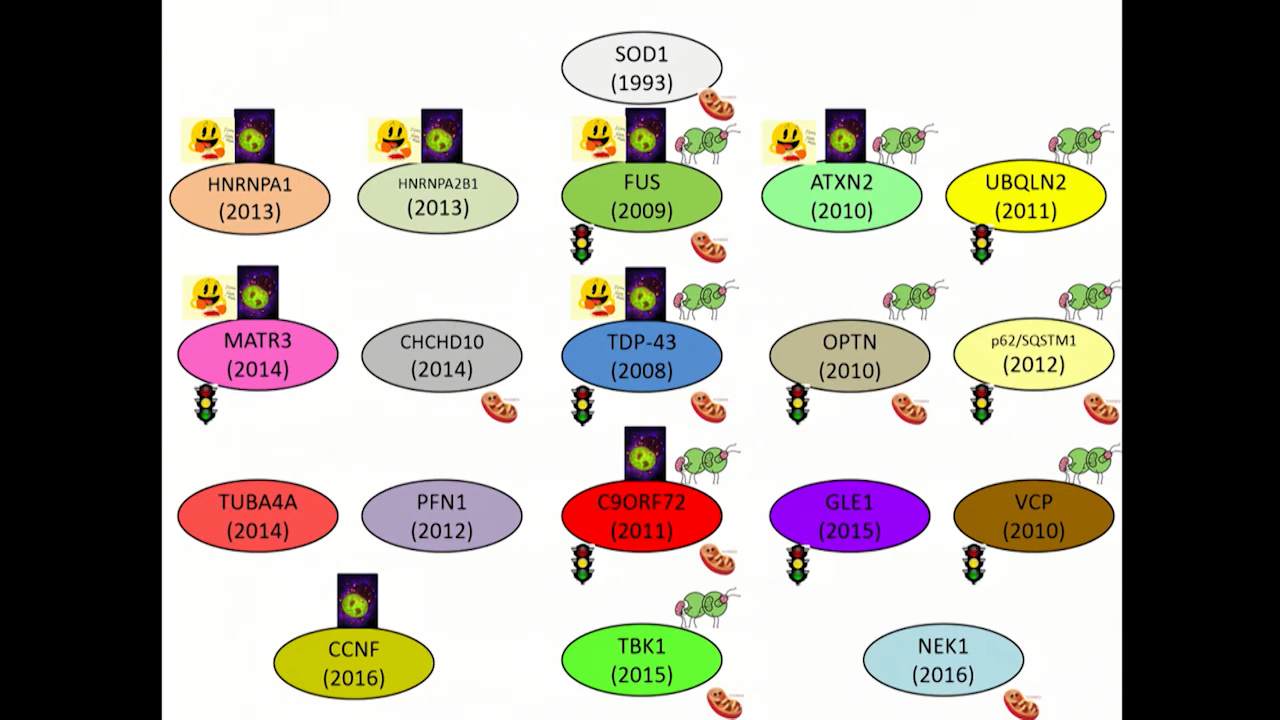 SOD1
(1993)
HNRNPA1
(2013)
HNRNPA2B1
(2013)
FUS
(2009)
ATXN2
(2010)
UBQLN2
(2011)
MATR3
(2014)
CHCHD10
(2014)
TDP-43
(2008)
OPTN
(2010)
p62/SQSTM1
(2012)
TUBA4A
(2014)
PFN1
(2012)
C9ORF72
(2011)
GLE1
(2015)
VCP
(2010)
CCNF
(2016)
TBK1
(2015)
NEK1
(2016)